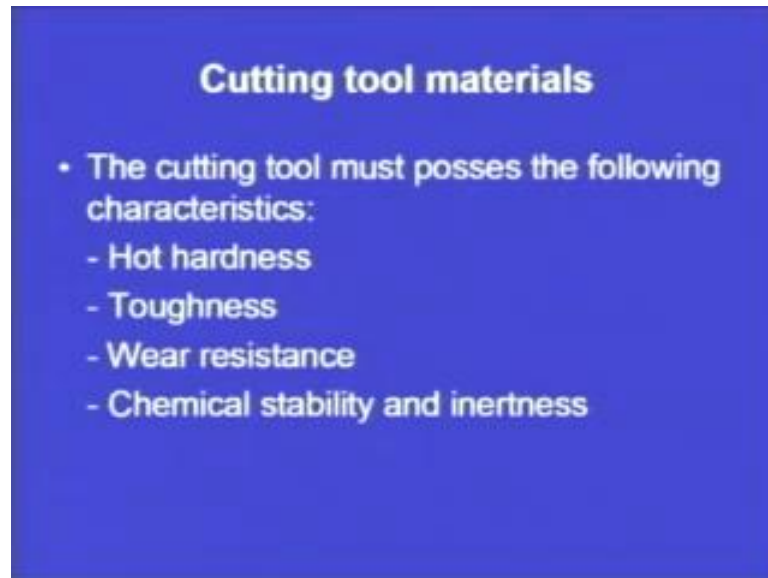 Cutting tool materials
• The cutting tool must posses the following
characteristics:
- Hot hardness
- Toughness
- Wear resistance
- Chemical stability and inertness